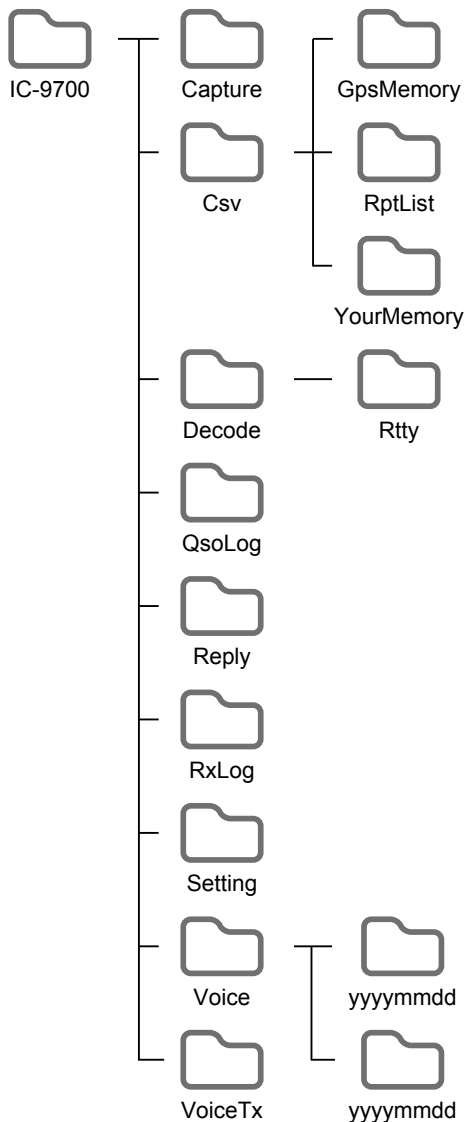 IC-9700
Capture
GpsMemory
Csv
RptList
YourMemory
Decode
Rtty
QsoLog
Reply
RxLog
Setting
Voice
yyyymmdd
VoiceTx
yyyymmdd